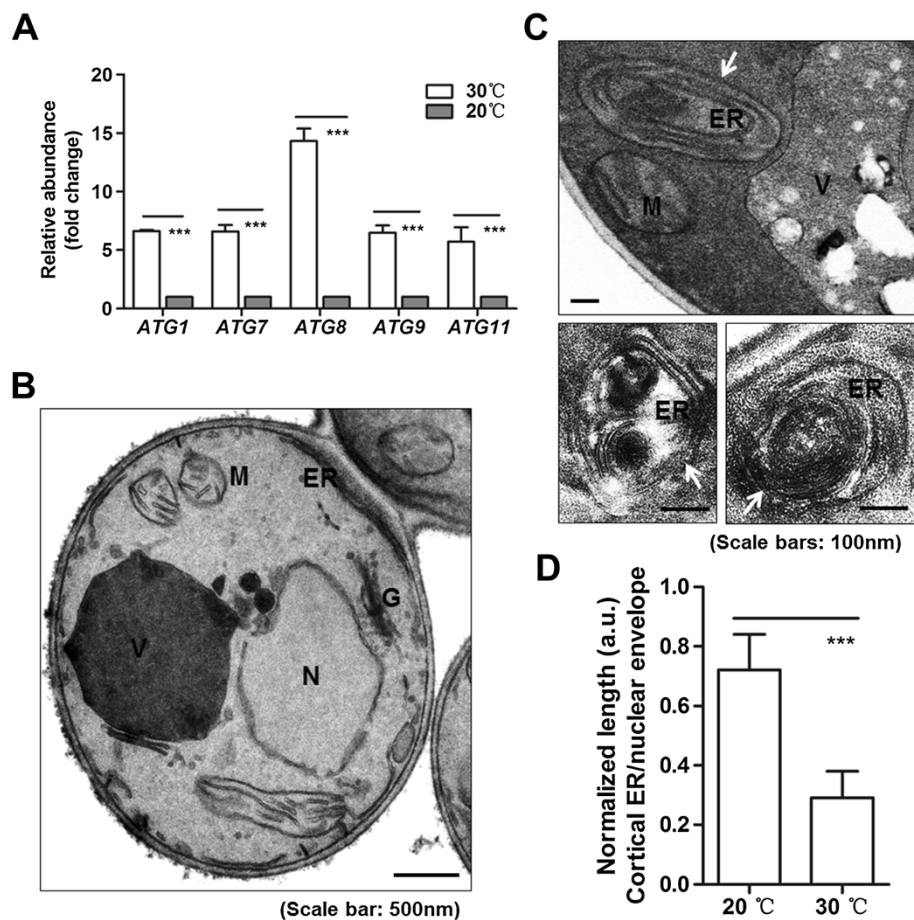 A
Relative abundance
(fold change)
20
15
10
5
0
30℃
20℃
***
***
***
***
***
ATG1
ATG7
ATG8
ATG9
ATG11
B
M
ER
G
V
N
(Scale bar: 500nm)
C
ER
M
V
ER
ER
(Scale bars: 100nm)
D
Normalized length (a.u.)
Cortical ER/nuclear envelope
1.0
0.8
0.6
0.4
0.2
0.0
***
20 ℃
30 ℃